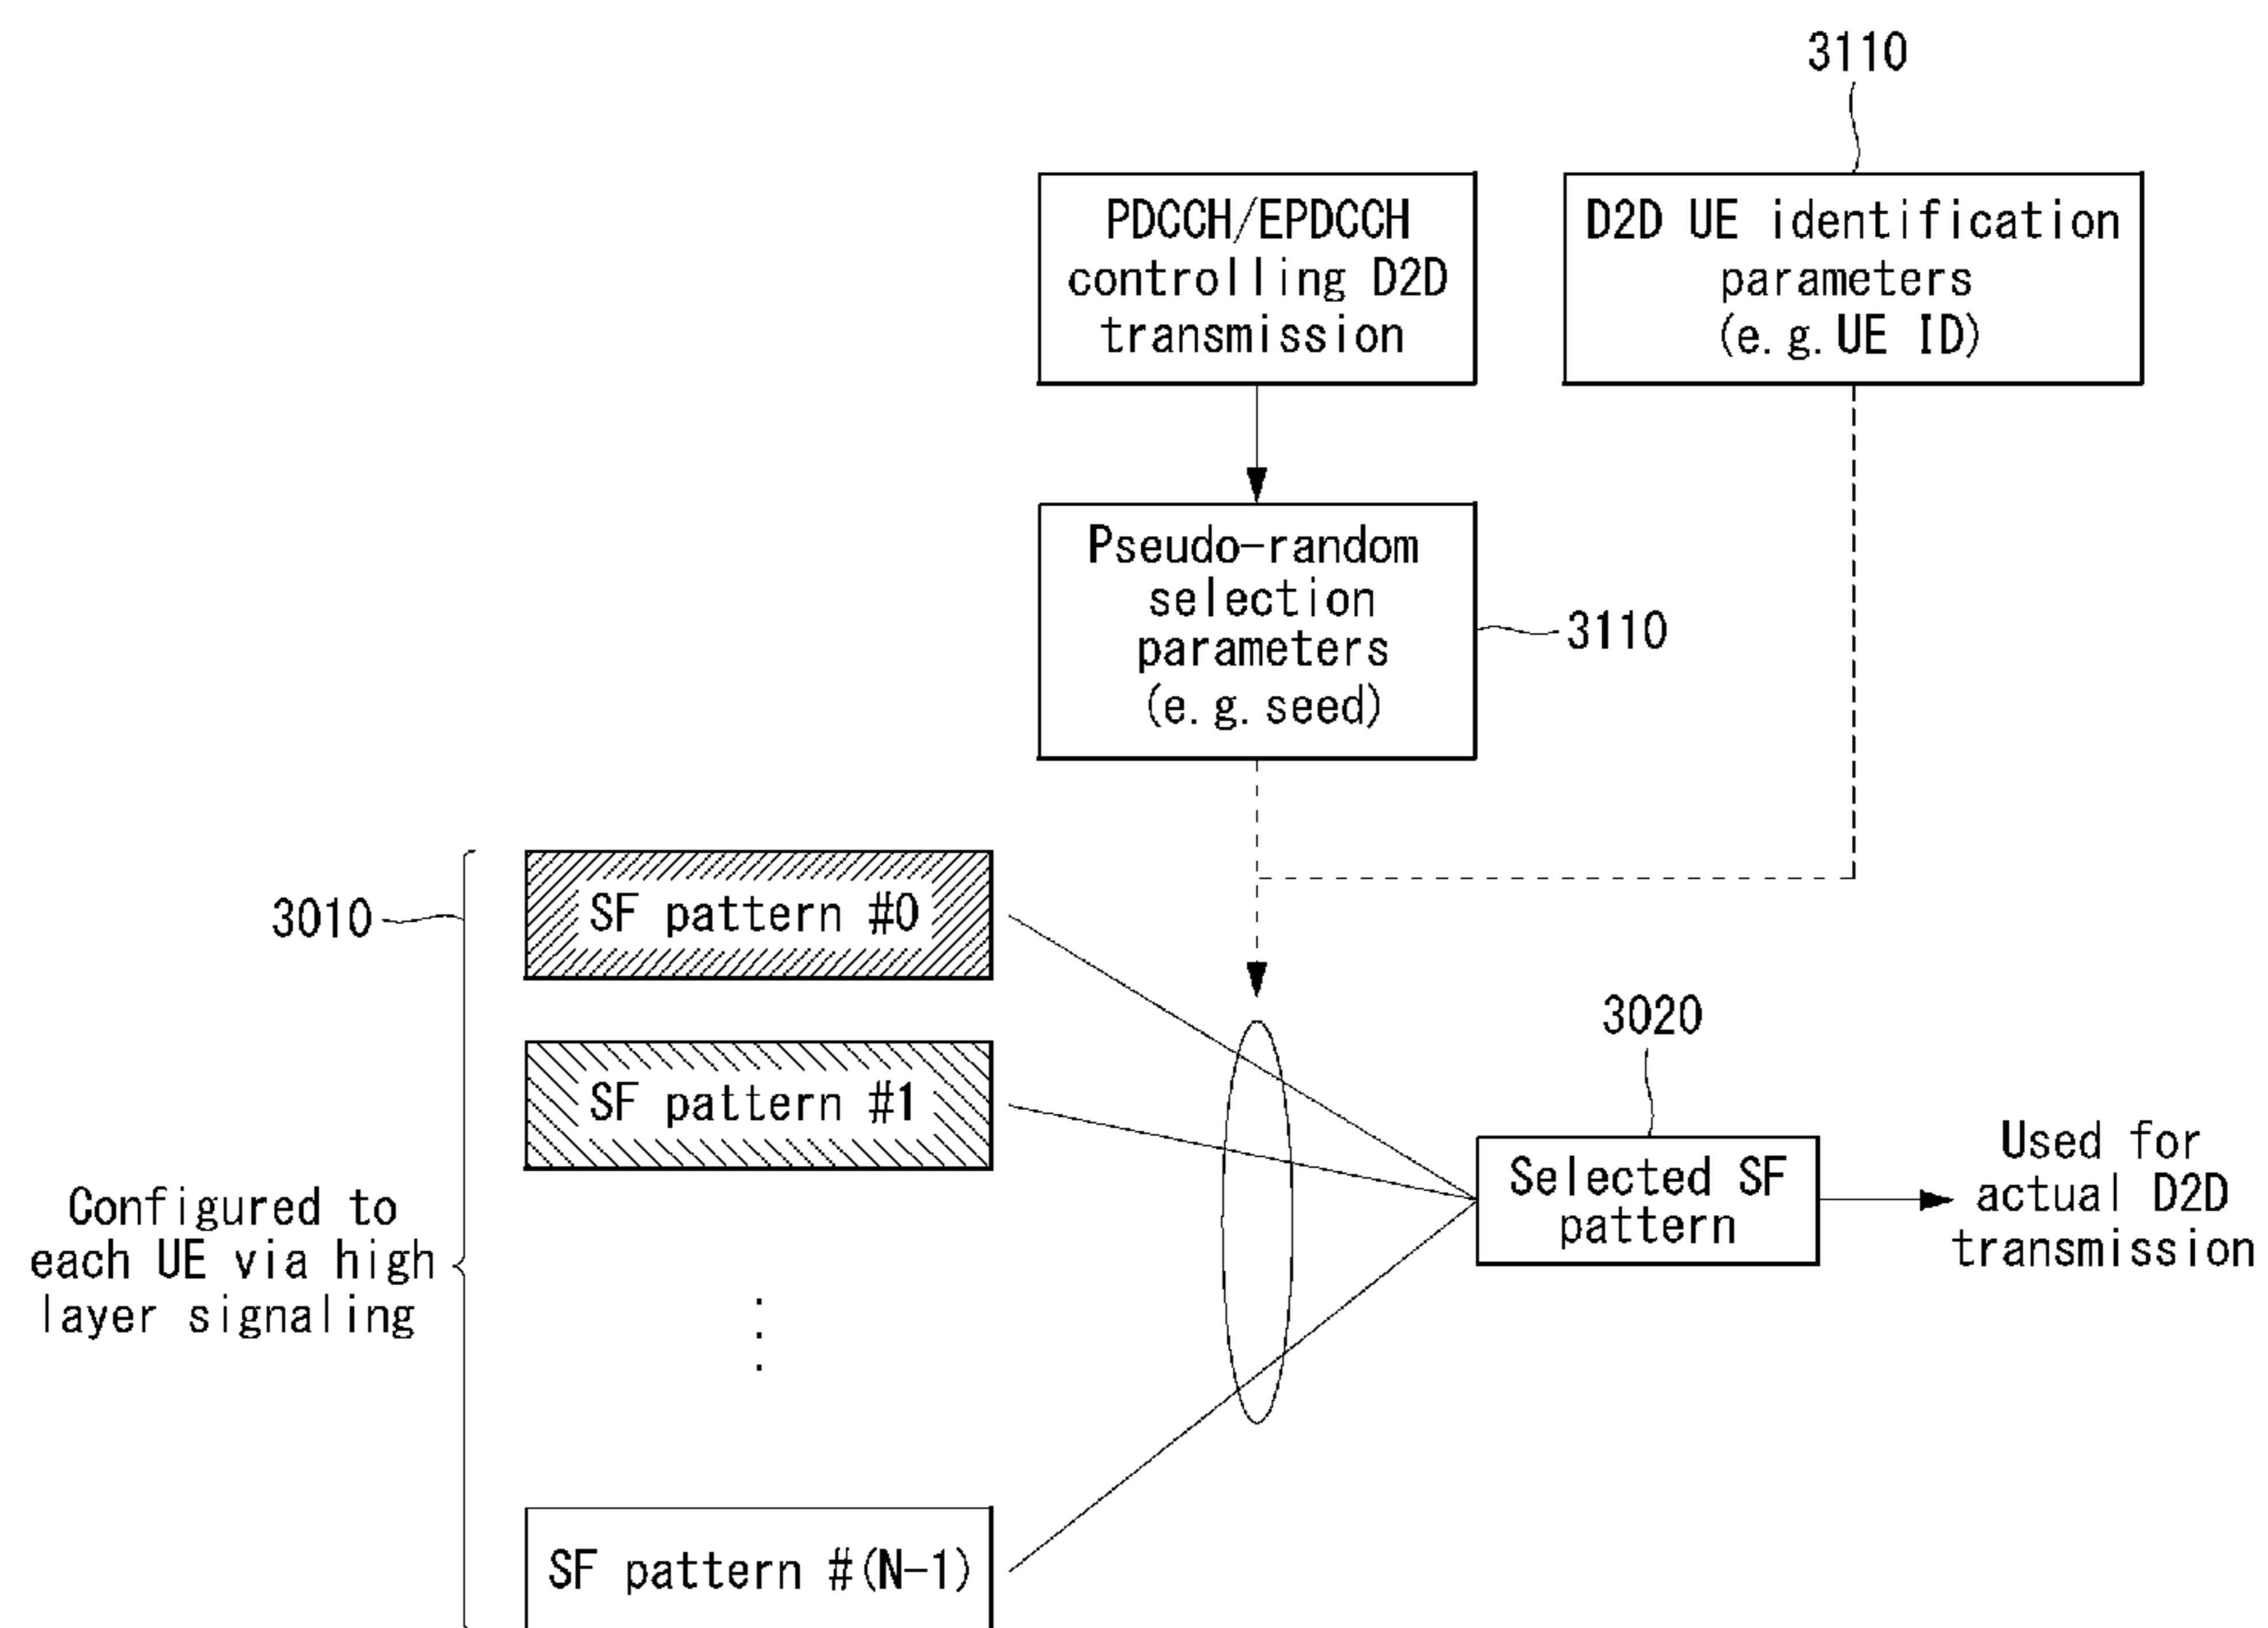 3110
PDCCH/EPDCCH
controlling D2D
transmission
D2D UE identification
parameters
(e.g. UE ID)
Pseudo-random
selection
parameters
(e.g. seed)
3110
3010
SF pattern #0
SF pattern #1
Configured to
each UE via high
layer signaling
3020
Selected SF
pattern
Used for
actual D2D
transmission
SF pattern #(N-1)